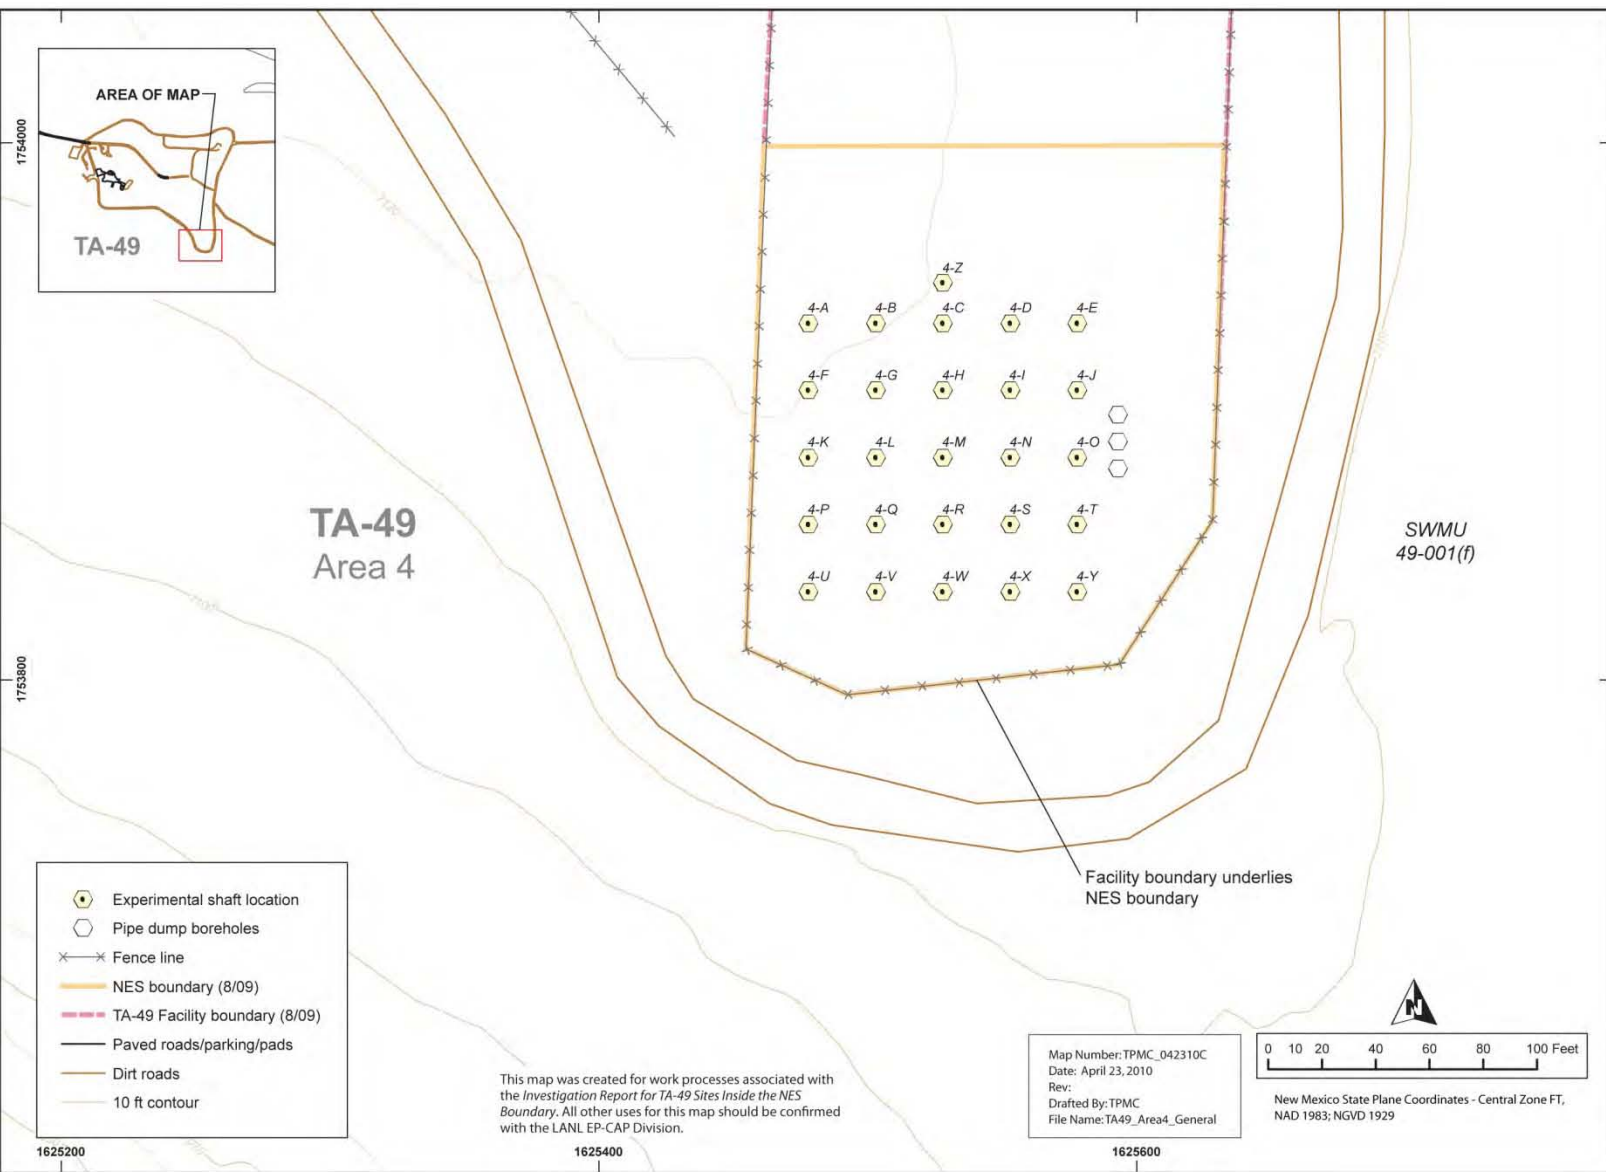 AREA OF MAP
TA-49
1754000
1753800
7120
7100
4-Z
4-A
4-B
4-C
4-D
4-E
4-F
4-G
4-H
4-I
4-J
4-K
4-L
4-M
4-N
4-O
4-P
4-Q
4-R
4-S
4-T
4-U
4-V
4-W
4-X
4-Y
TA-49
Area 4
SWMU
49-001(f)
Facility boundary underlies
NES boundary
Experimental shaft location
Pipe dump boreholes
Fence line
NES boundary (8/09)
TA-49 Facility boundary (8/09)
Paved roads/parking/pads
Dirt roads
10 ft contour
This map was created for work processes associated with
the Investigation Report for TA-49 Sites Inside the NES
Boundary. All other uses for this map should be confirmed
with the LANL EP-CAP Division.
Map Number: TPMC_042310C
Date: April 23, 2010
Rev:
Drafted By: TPMC
File Name: TA49_Area4_General
N
0 10 20 40 60 80 100 Feet
New Mexico State Plane Coordinates - Central Zone FT,
NAD 1983; NGVD 1929
1625200
1625400
1625600